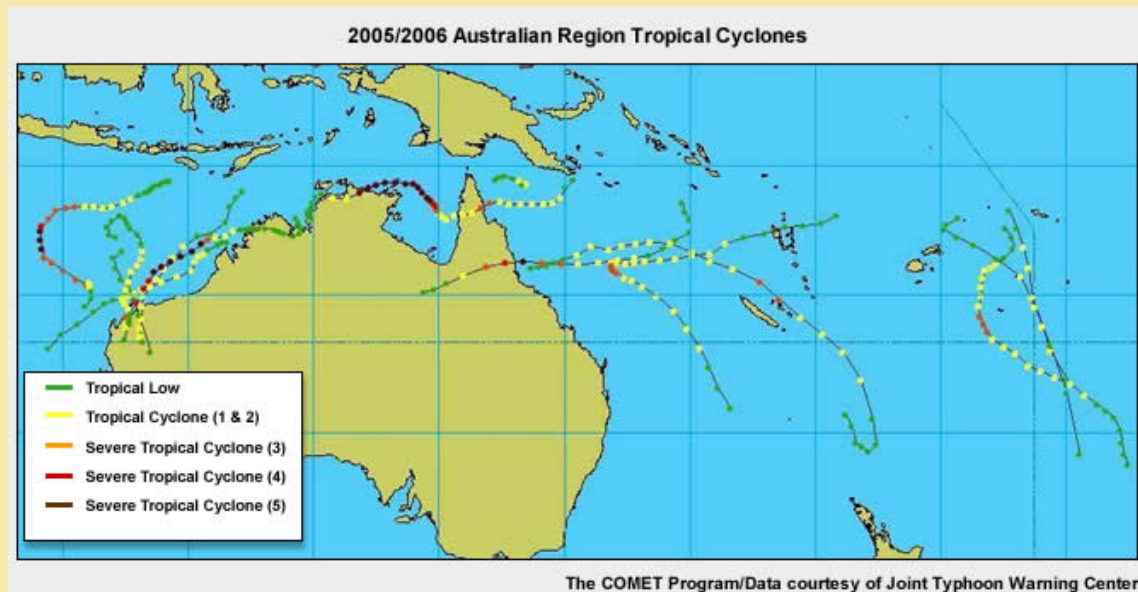 2005/2006 Australian Region Tropical Cyclones
Tropical Low
Tropical Cyclone (1 & 2)
Severe Tropical Cyclone (3)
Severe Tropical Cyclone (4)
Severe Tropical Cyclone (5)
The COMET Program/Data courtesy of Joint Typhoon Warning Center